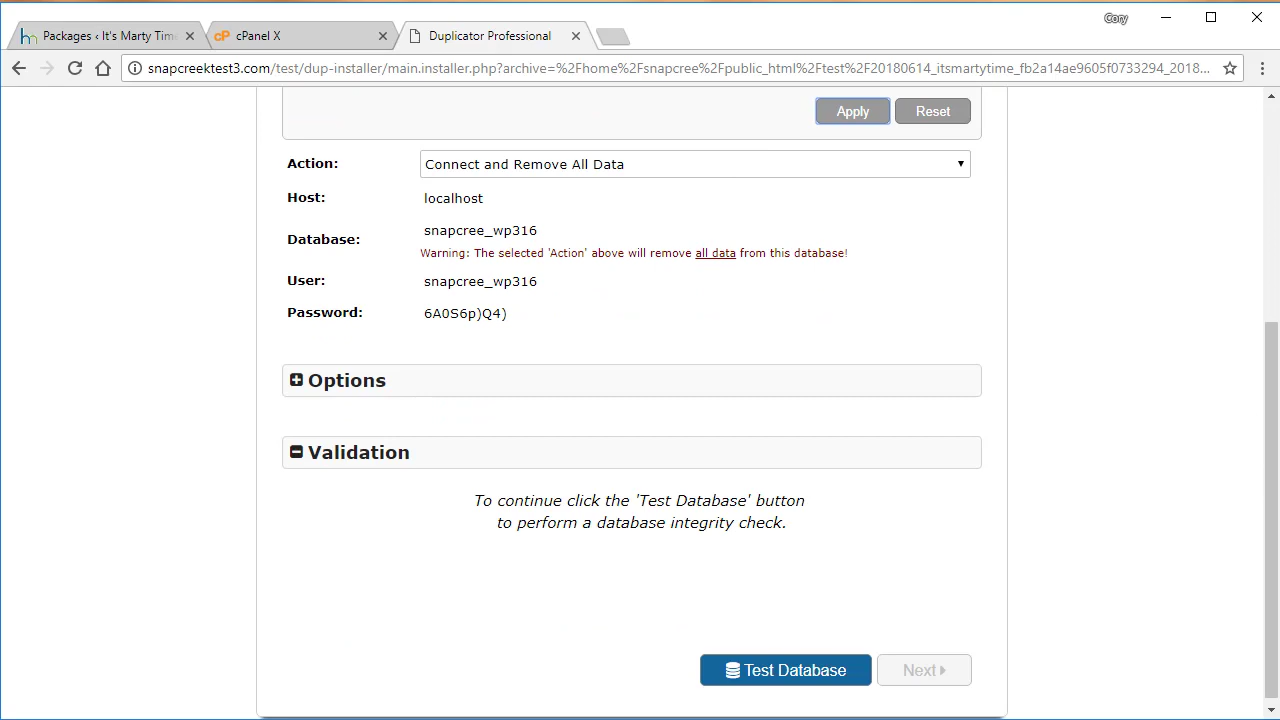 Cory
Packages ‹ It's Marty Time
cPanel X
Duplicator Professional
snapcreektest3.com/test/dup-installer/main.installer.php?archive=%2Fhome%2Fsnapcree%2Fpublic_html%2Ftest%2F20180614_itsmartytime_fb2a14ae9605f0733294_2018...
Apply Reset
Action: Connect and Remove All Data
Host: localhost
Database: snapcree_wp316
Warning: The selected 'Action' above will remove all data from this database!
User: snapcree_wp316
Password: 6A0S6p)Q4)
Options
Validation
To continue click the 'Test Database' button
to perform a database integrity check.
Test Database Next